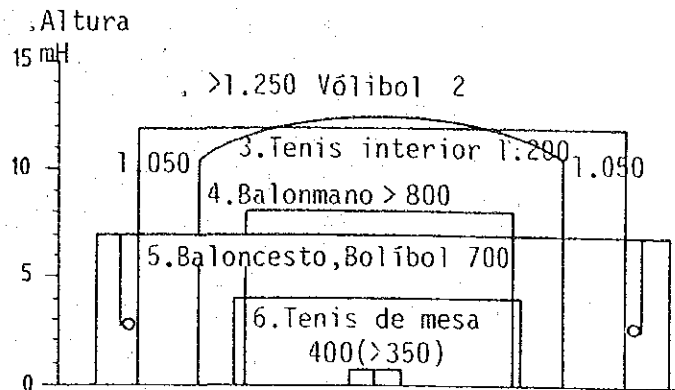 Altura
15 mH
>1.250 Vólibol 2
3.Tenis interior 1.200
1.050
1.050
10
4.Balonmano > 800
5.Baloncesto,Bolíbol 700
5
6.Tenis de mesa
400(>350)
0